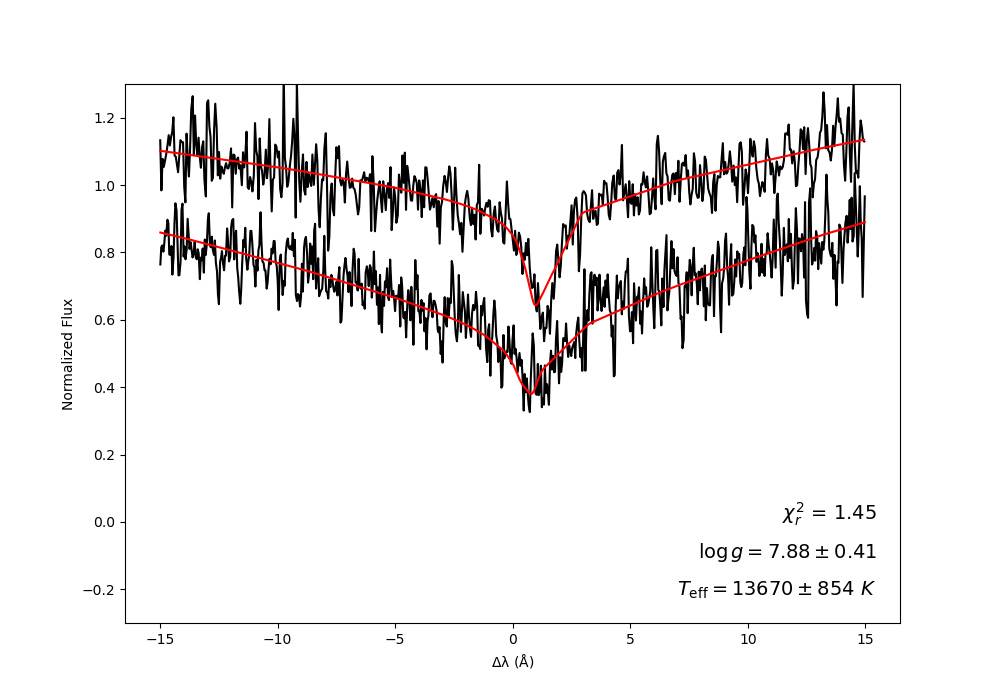 1.2
1.0
0.8
0.6
0.4
0.2
0.0
−0.2
Normalized Flux
χ²ᵣ = 1.45
log g = 7.88 ± 0.41
T_eff = 13670 ± 854 K
−15 −10 −5 0 5 10 15
Δλ (Å)